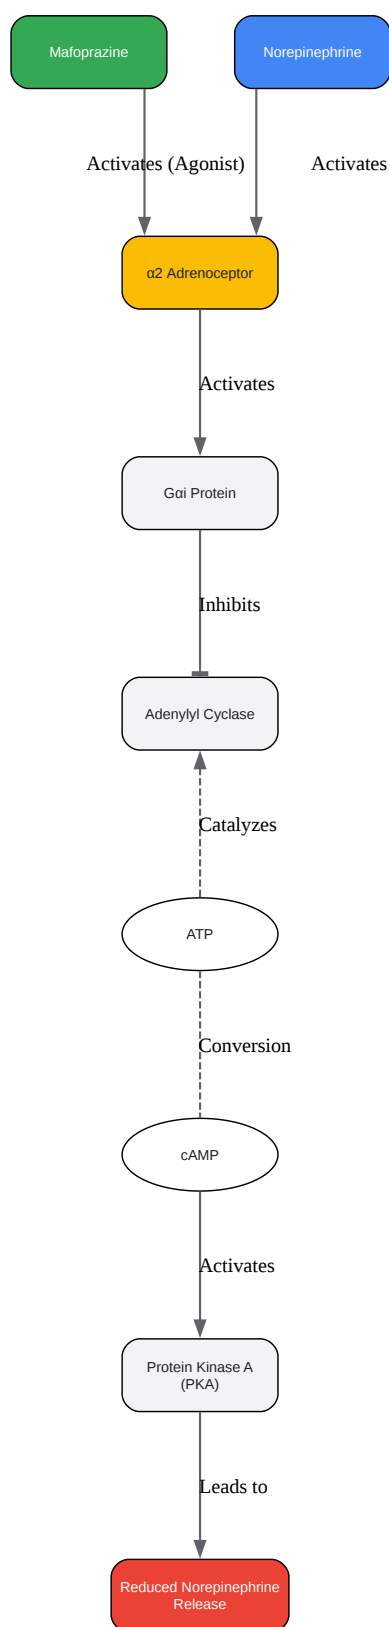 Mafoprazine
Norepinephrine
Activates (Agonist)
Activates
α2 Adrenoceptor
Activates
Gαi Protein
Inhibits
Adenylyl Cyclase
Catalyzes
ATP
Conversion
cAMP
Activates
Protein Kinase A
(PKA)
Leads to
Reduced Norepinephrine
Release